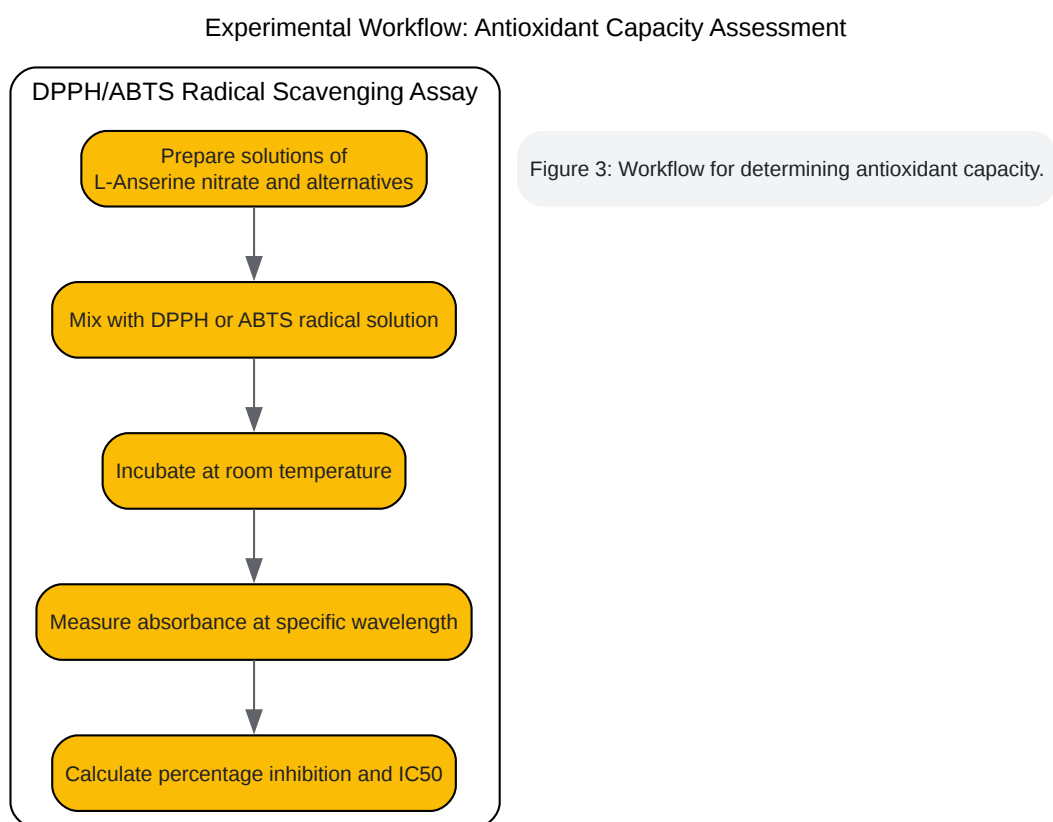 Experimental Workflow: Antioxidant Capacity Assessment
DPPH/ABTS Radical Scavenging Assay
Prepare solutions of
L-Anserine nitrate and alternatives
Figure 3: Workflow for determining antioxidant capacity.
Mix with DPPH or ABTS radical solution
Incubate at room temperature
Measure absorbance at specific wavelength
Calculate percentage inhibition and IC50